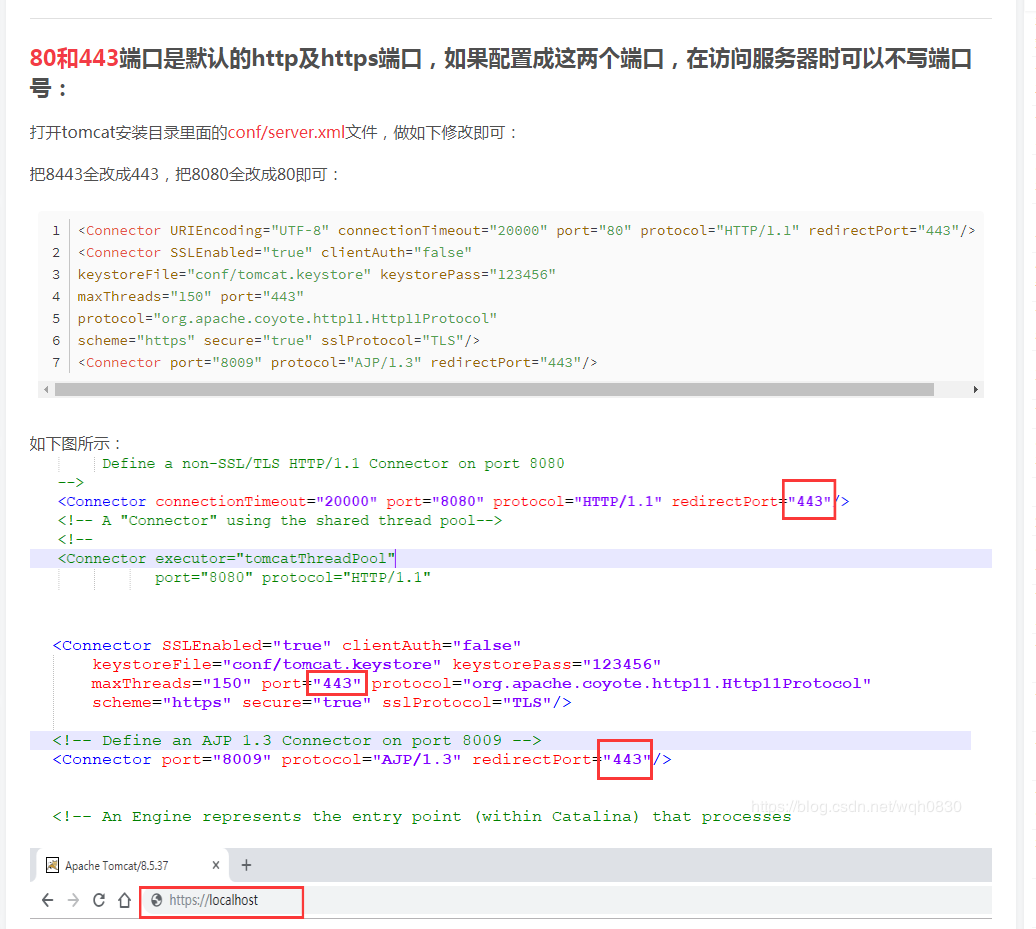 80和443端口是默认的http及https端口，如果配置成这两个端口，在访问服务器时可以不写端口
号：
打开tomcat安装目录里面的conf/server.xml文件，做如下修改即可：
把8443全改成443，把8080全改成80即可：
1 <Connector URIEncoding="UTF-8" connectionTimeout="20000" port="80" protocol="HTTP/1.1" redirectPort="443"/>
2 <Connector SSLEnabled="true" clientAuth="false"
3 keystoreFile="conf/tomcat.keystore" keystorePass="123456"
4 maxThreads="150" port="443"
5 protocol="org.apache.coyote.http11.Http11Protocol"
6 scheme="https" secure="true" sslProtocol="TLS"/>
7 <Connector port="8009" protocol="AJP/1.3" redirectPort="443"/>
如下图所示：
Define a non-SSL/TLS HTTP/1.1 Connector on port 8080
-->
<Connector connectionTimeout="20000" port="8080" protocol="HTTP/1.1" redirectPort="443"/>
<!-- A "Connector" using the shared thread pool-->
<!--
<Connector executor="tomcatThreadPool"
port="8080" protocol="HTTP/1.1"
<Connector SSLEnabled="true" clientAuth="false"
keystoreFile="conf/tomcat.keystore" keystorePass="123456"
maxThreads="150" port="443" protocol="org.apache.coyote.http11.Http11Protocol"
scheme="https" secure="true" sslProtocol="TLS"/>
<!-- Define an AJP 1.3 Connector on port 8009 -->
<Connector port="8009" protocol="AJP/1.3" redirectPort="443"/>
https://blog.csdn.net/wqh0830
<!-- An Engine represents the entry point (within Catalina) that processes
Apache Tomcat/8.5.37
https://localhost